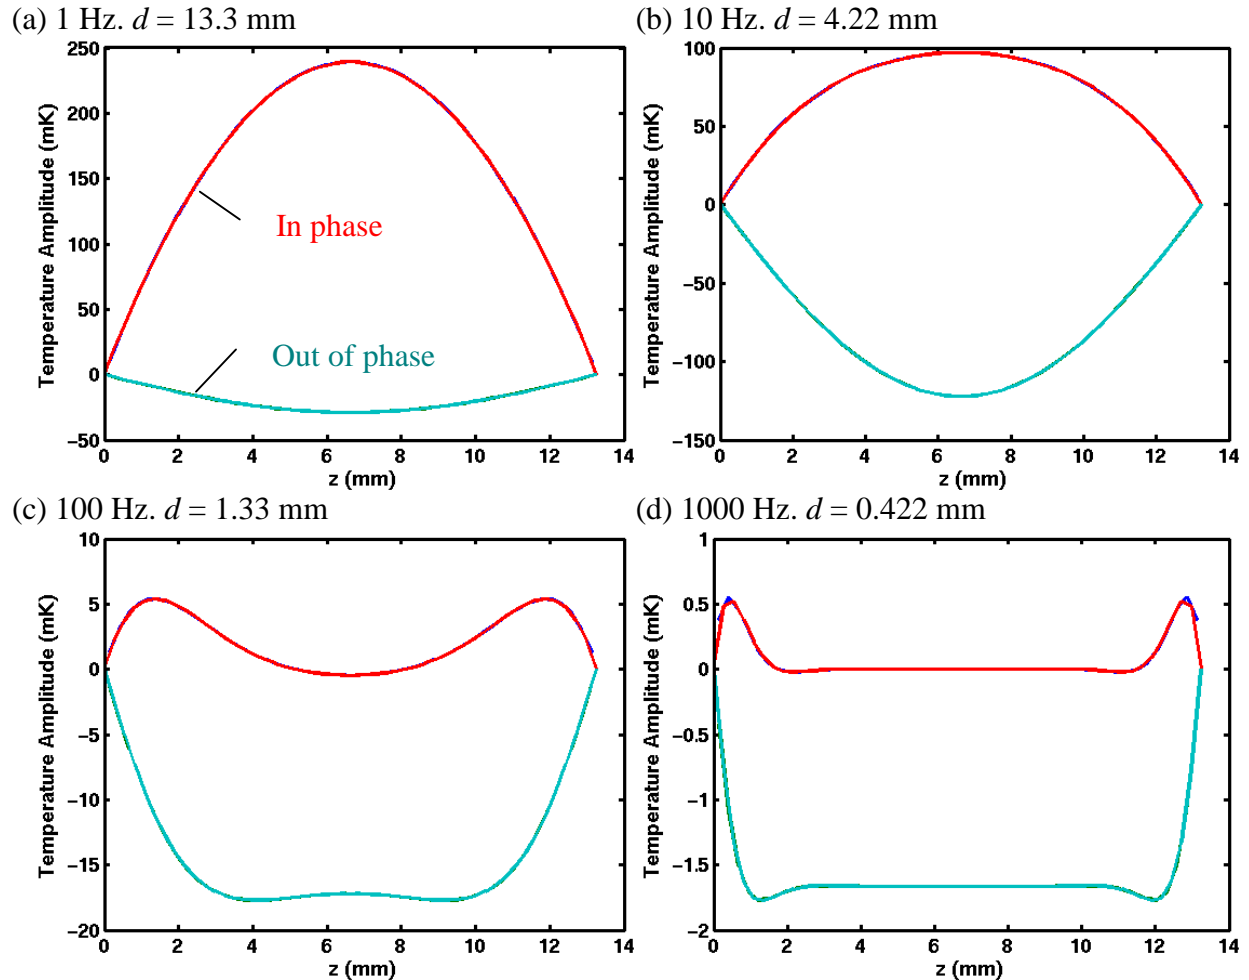 (a) 1 Hz. d = 13.3 mm
250
200
150
100
50
0
−50
Temperature Amplitude (mK)
In phase
Out of phase
0 2 4 6 8 10 12 14
z (mm)
(b) 10 Hz. d = 4.22 mm
100
50
0
−50
−100
−150
Temperature Amplitude (mK)
0 2 4 6 8 10 12 14
z (mm)
(c) 100 Hz. d = 1.33 mm
10
5
0
−5
−10
−15
−20
Temperature Amplitude (mK)
0 2 4 6 8 10 12 14
z (mm)
(d) 1000 Hz. d = 0.422 mm
1
0.5
0
−0.5
−1
−1.5
−2
Temperature Amplitude (mK)
0 2 4 6 8 10 12 14
z (mm)